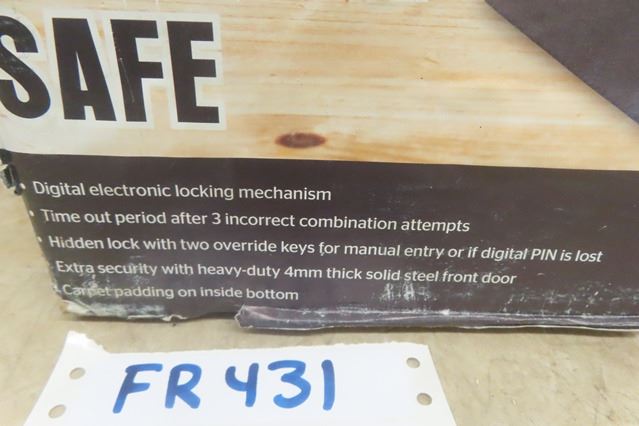 SAFE
Digital electronic locking mechanism
• Time out period after 3 incorrect combination attempts
• Hidden lock with two override keys for manual entry or if digital PIN is lost
Extra security with heavy-duty 4mm thick solid steel front door
Carpet padding on inside bottom
FR 431